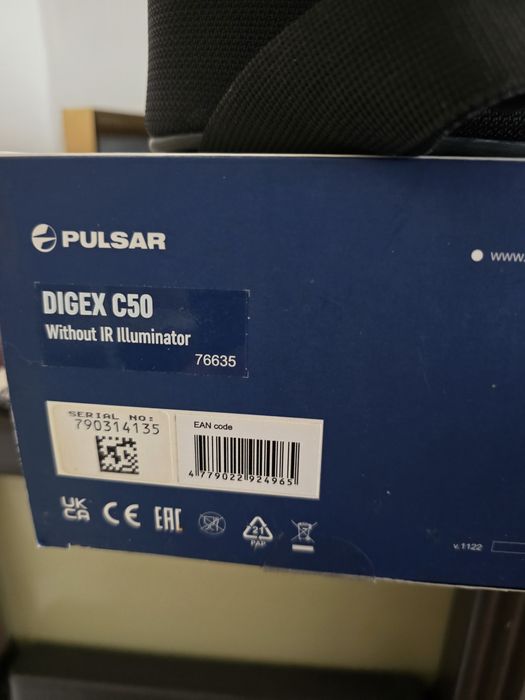 PULSAR
www.
DIGEX C50
Without IR Illuminator
76635
SERIAL NO:
790314135
EAN code
4 779022 924965
UK
CA
CE
EAC
21
PAP
v.1122